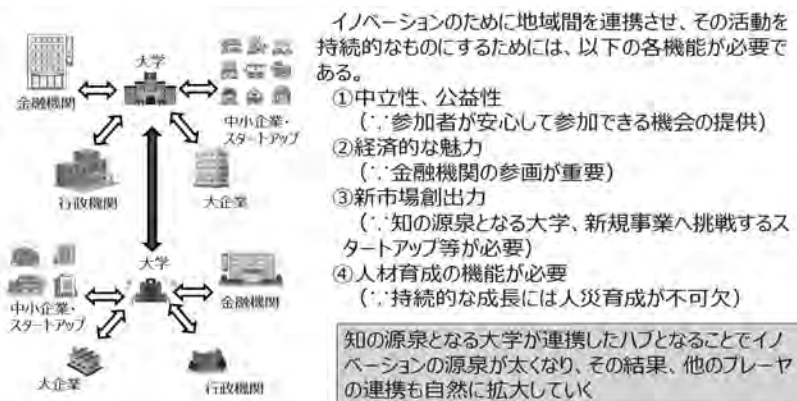 大学
金融機関
中小企業・
スタートアップ
行政機関
大企業
大学
中小企業・
スタートアップ
金融機関
大企業
行政機関
イノベーションのために地域間を連携させ、その活動を
持続的なものにするためには、以下の各機能が必要で
ある。
①中立性、公益性
(∵参加者が安心して参加できる機会の提供)
②経済的な魅力
(∵金融機関の参画が重要)
③新市場創出力
(∵知の源泉となる大学、新規事業へ挑戦するス
タートアップ等が必要)
④人材育成の機能が必要
(∵持続的な成長には人災育成が不可欠)
知の源泉となる大学が連携したハブとなることでイノ
ベーションの源泉が太くなり、その結果、他のプレーヤ
の連携も自然に拡大していく